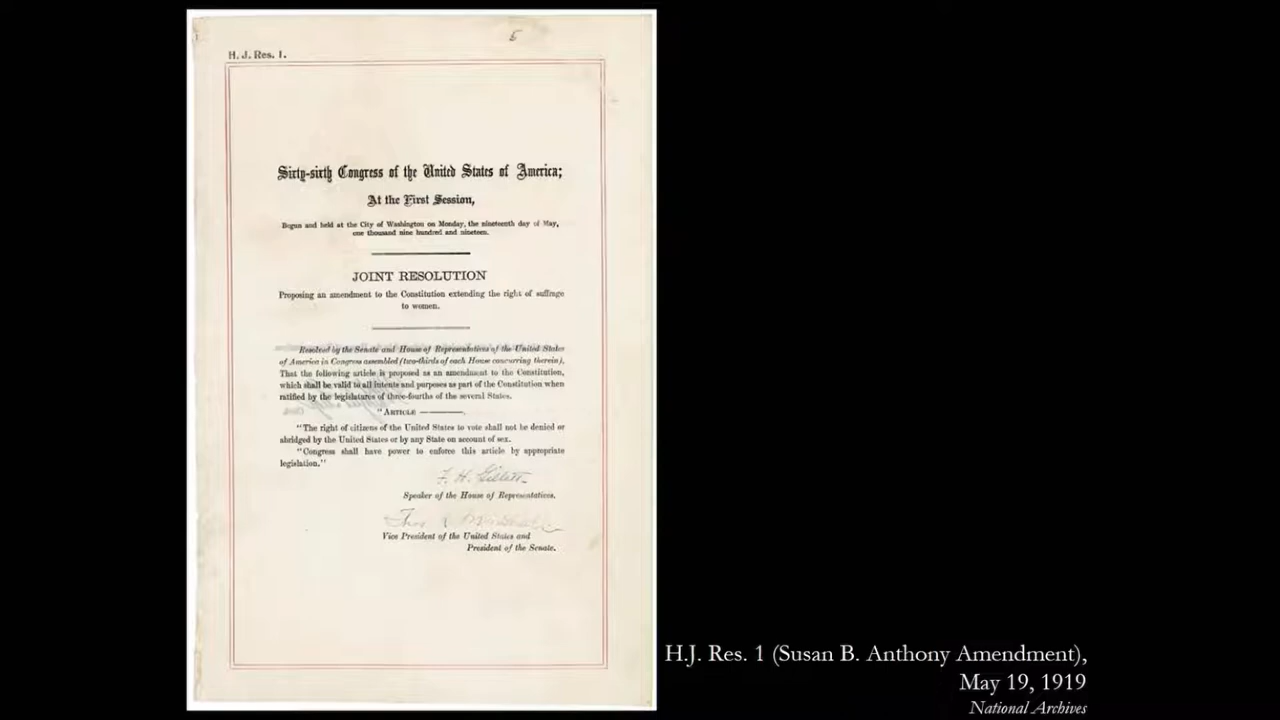 5
H. J. Res. 1.
Sixty-sixth Congress of the United States of America;
At the First Session,
Begun and held at the City of Washington on Monday, the nineteenth day of May,
one thousand nine hundred and nineteen.
JOINT RESOLUTION
Proposing an amendment to the Constitution extending the right of suffrage
to women.
Resolved by the Senate and House of Representatives of the United States
of America in Congress assembled (two-thirds of each House concurring therein),
That the following article is proposed as an amendment to the Constitution,
which shall be valid to all intents and purposes as part of the Constitution when
ratified by the legislatures of three-fourths of the several States.
"ARTICLE ————.
"The right of citizens of the United States to vote shall not be denied or
abridged by the United States or by any State on account of sex.
"Congress shall have power to enforce this article by appropriate
legislation."
F. H. Gillett
Speaker of the House of Representatives.
Thos R Marshall
Vice President of the United States and
President of the Senate.
H.J. Res. 1 (Susan B. Anthony Amendment),
May 19, 1919
National Archives